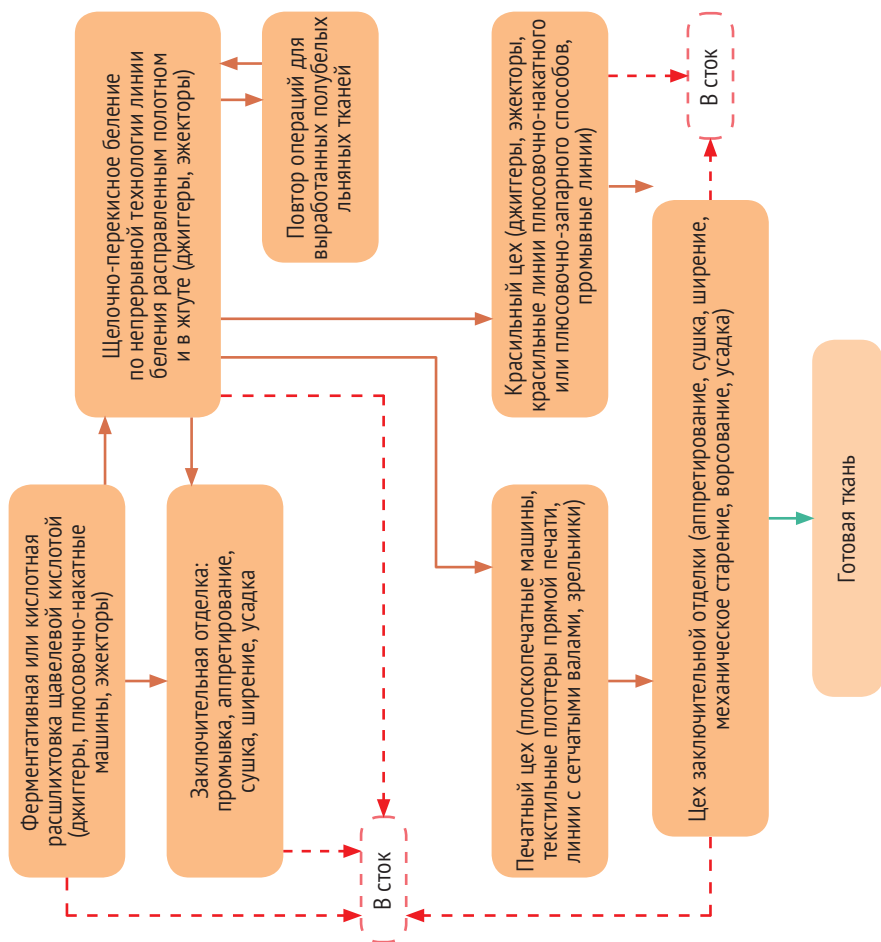 Ферментативная или кислотная
расшлихтовка щавелевой кислотой
(джиггеры, плюсовочно-накатные
машины, эжекторы)
Щелочно-перекисное беление
по непрерывной технологии линии
беления расправленным полотном
и в жгуте (джиггеры, эжекторы)
Заключительная отделка:
промывка, аппретирование,
сушка, ширение, усадка
Повтор операций для
выработанных полубелых
льняных тканей
В сток
Печатный цех (плоскопечатные машины,
текстильные плоттеры прямой печати,
линии с сетчатыми валами, зрельники)
Красильный цех (джиггеры, эжекторы,
красильные линии плюсовочно-накатного
или плюсовочно-запарного способов,
промывные линии)
В сток
Цех заключительной отделки (аппретирование, сушка, ширение,
механическое старение, ворсование, усадка)
Готовая ткань